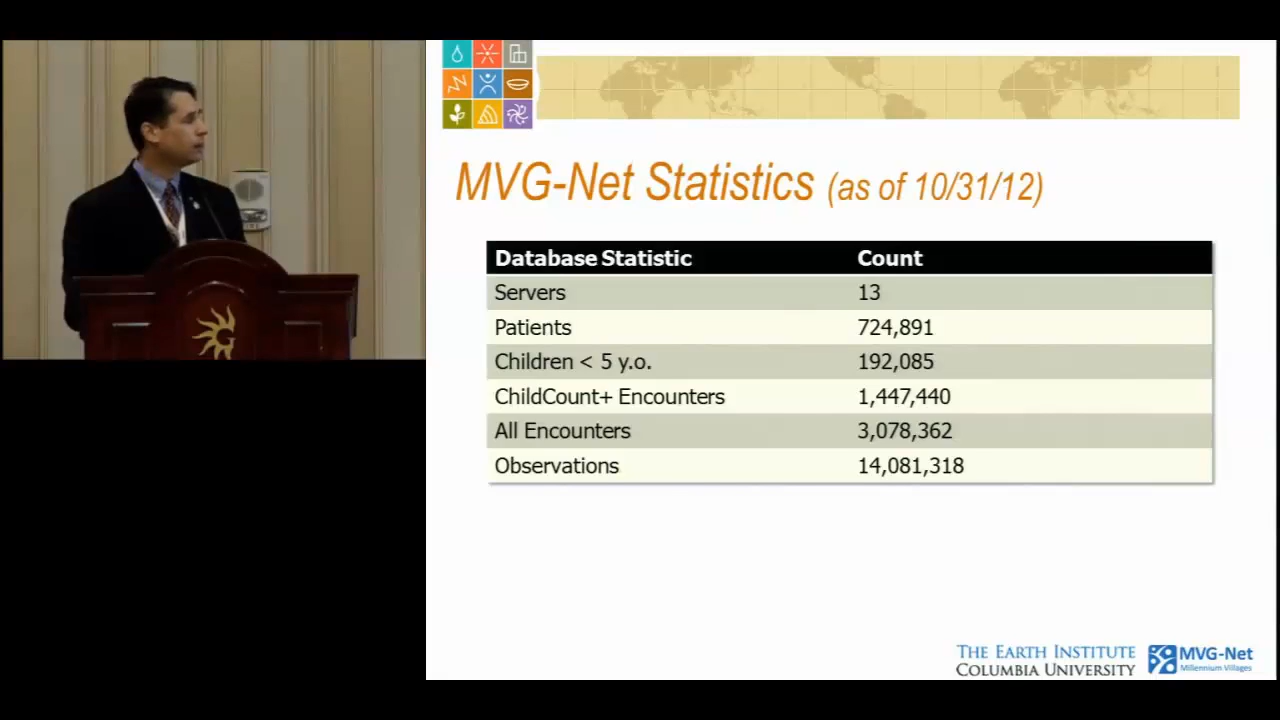 MVG-Net Statistics (as of 10/31/12)
Database Statistic Count
Servers 13
Patients 724,891
Children < 5 y.o. 192,085
ChildCount+ Encounters 1,447,440
All Encounters 3,078,362
Observations 14,081,318
THE EARTH INSTITUTE
COLUMBIA UNIVERSITY
MVG-Net
Millennium Villages